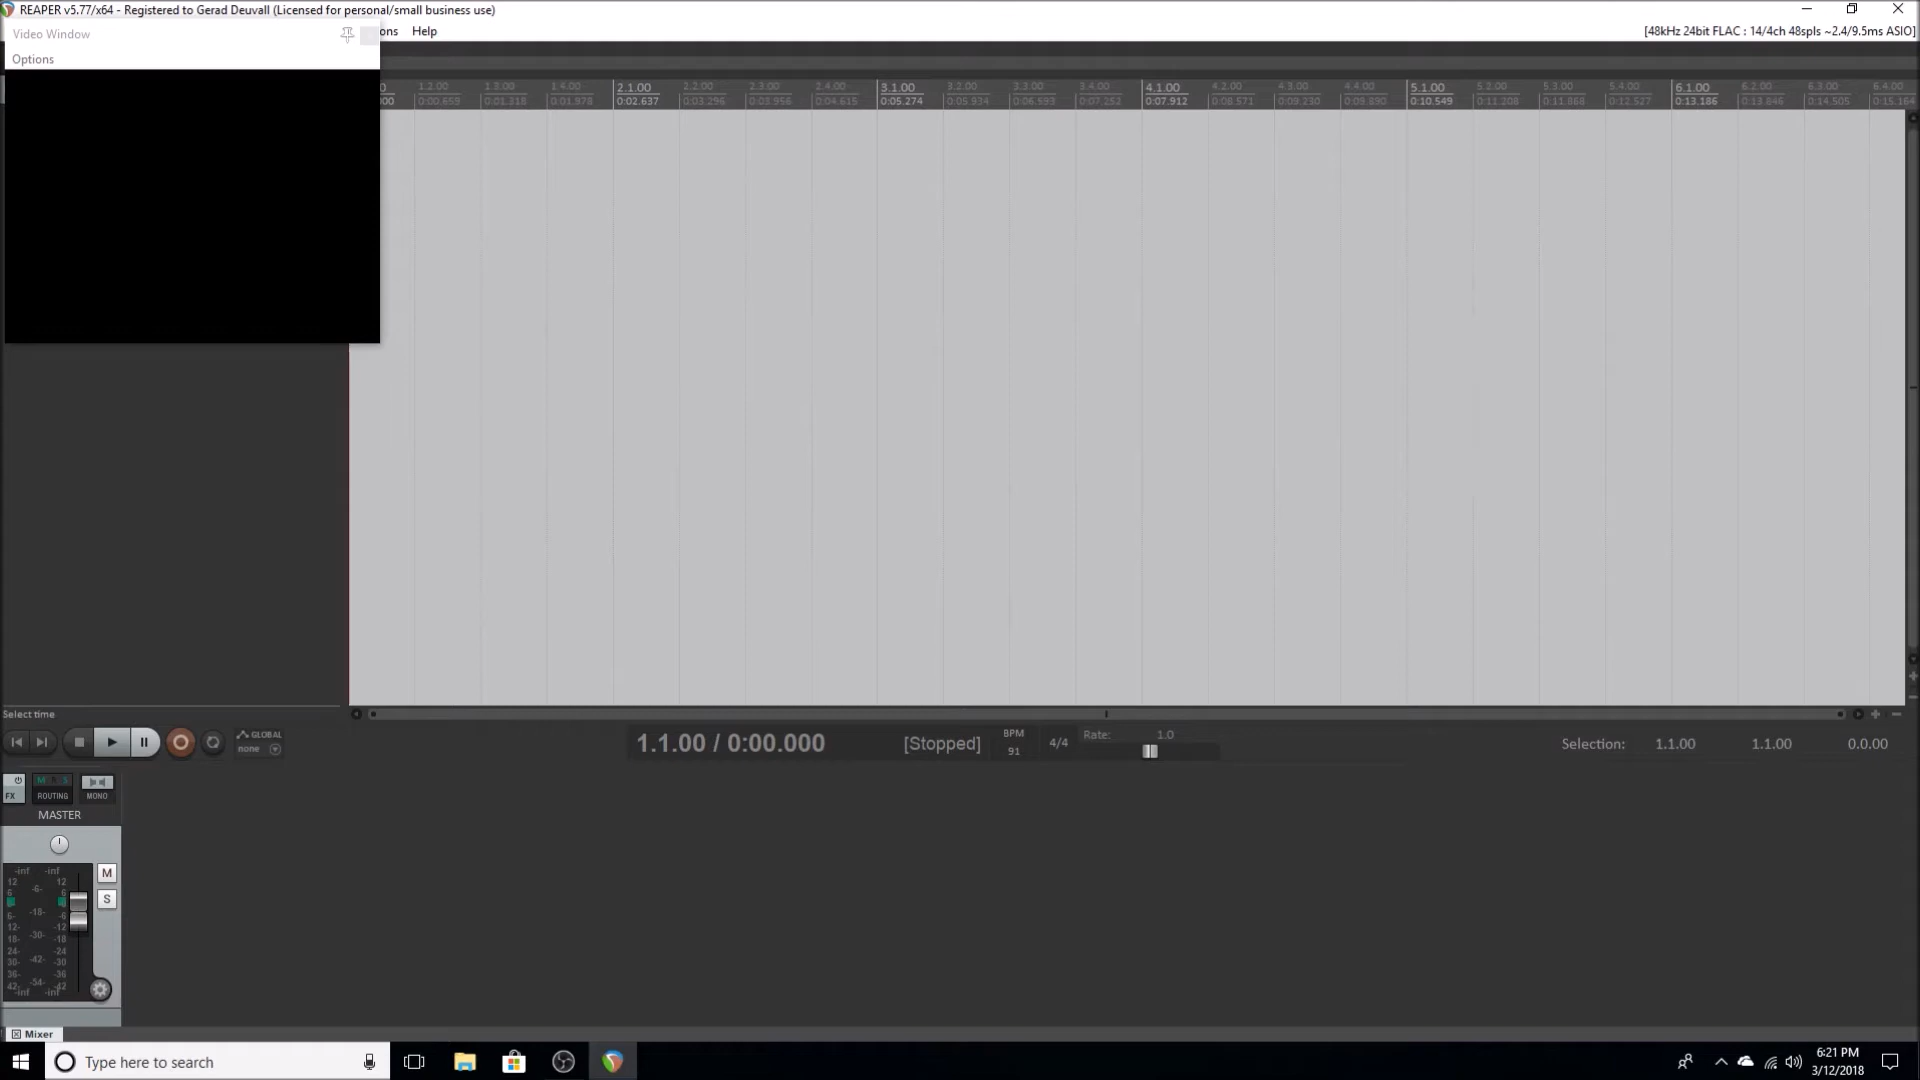 REAPER v5.77/x64 - Registered to Gerad Deuvall (Licensed for personal/small business use)
Video Window
ons Help
[48kHz 24bit FLAC : 14/4ch 48spls ~2.4/9.5ms ASIO]
Options
0 1.2.00 1.3.00 1.4.00 2.1.00 2.2.00 2.3.00 2.4.00 3.1.00 3.2.00 3.3.00 3.4.00 4.1.00 4.2.00 4.3.00 4.4.00 5.1.00 5.2.00 5.3.00 5.4.00 6.1.00 6.2.00 6.3.00 6.4.00
000 0:00.659 0:01.318 0:01.978 0:02.637 0:03.296 0:03.956 0:04.615 0:05.274 0:05.934 0:06.593 0:07.252 0:07.912 0:08.571 0:09.230 0:09.890 0:10.549 0:11.208 0:11.868 0:12.527 0:13.186 0:13.846 0:14.505 0:15.164
Select time
GLOBAL
none
1.1.00 / 0:00.000
[Stopped]
BPM
91
4/4
Rate: 1.0
Selection: 1.1.00 1.1.00 0.0.00
FX
M R S
ROUTING
MONO
MASTER
-inf -inf
12 12
6 -6- 6
6- -6
12- -18- -12
18- -30- -18
24- -24
30- -42- -30
36- -54- -36
42- -42
-inf -inf
M
S
Mixer
Type here to search
6:21 PM
3/12/2018